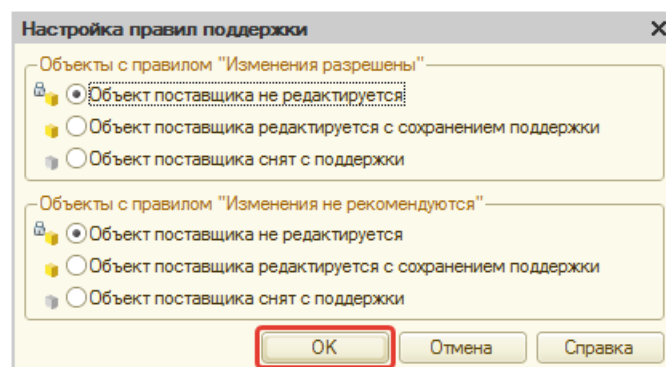 Настройка правил поддержки
Объекты с правилом "Изменения разрешены"
Объект поставщика не редактируется
Объект поставщика редактируется с сохранением поддержки
Объект поставщика снят с поддержки
Объекты с правилом "Изменения не рекомендуются"
Объект поставщика не редактируется
Объект поставщика редактируется с сохранением поддержки
Объект поставщика снят с поддержки
ОК Отмена Справка